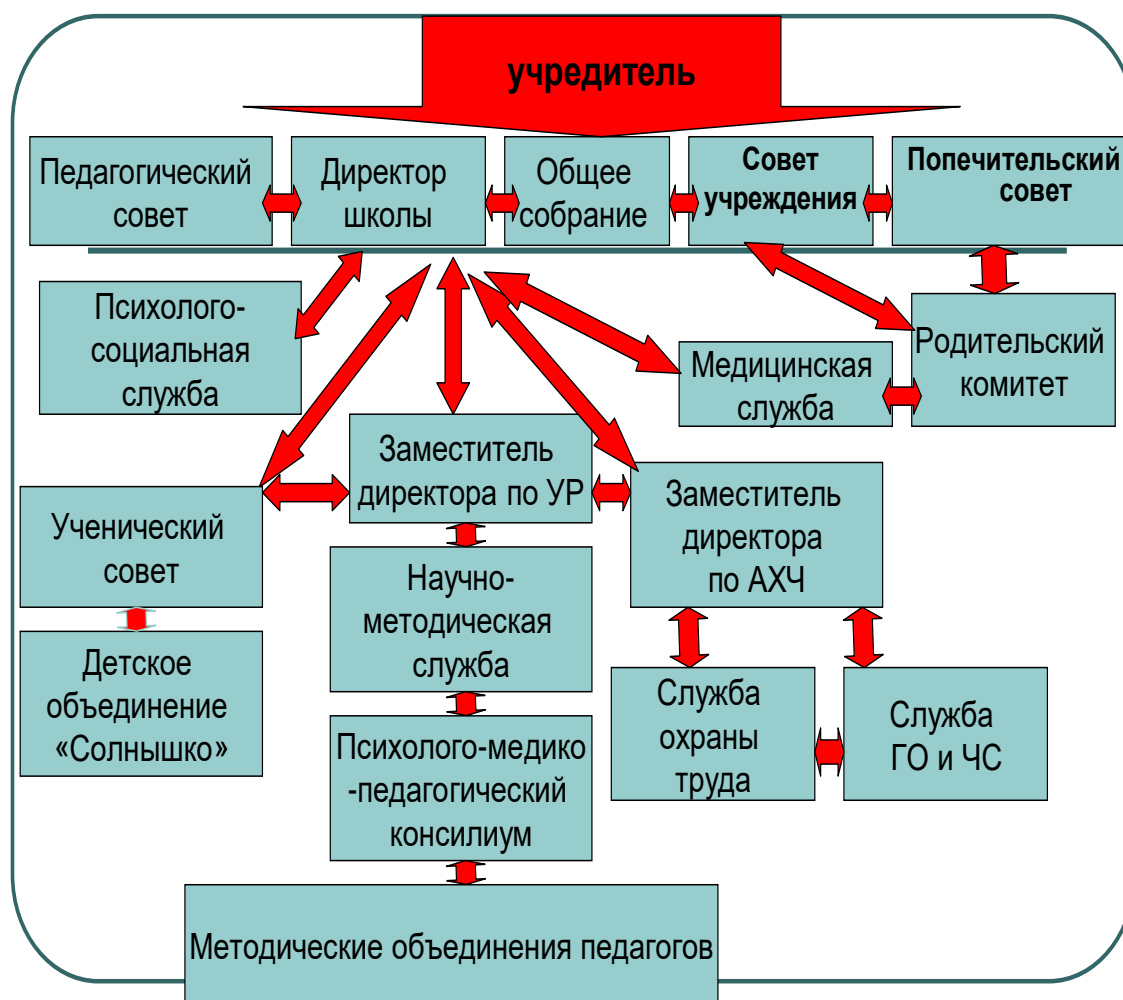 учредитель
Педагогический
совет
Директор
школы
Общее
собрание
Совет
учреждения
Попечительский
совет
Психолого-
социальная
служба
Медицинская
служба
Родительский
комитет
Заместитель
директора по УР
Заместитель
директора
по АХЧ
Ученический
совет
Научно-
методическая
служба
Детское
объединение
«Солнышко»
Служба
охраны
труда
Служба
ГО и ЧС
Психолого-медико
-педагогический
консилиум
Методические объединения педагогов